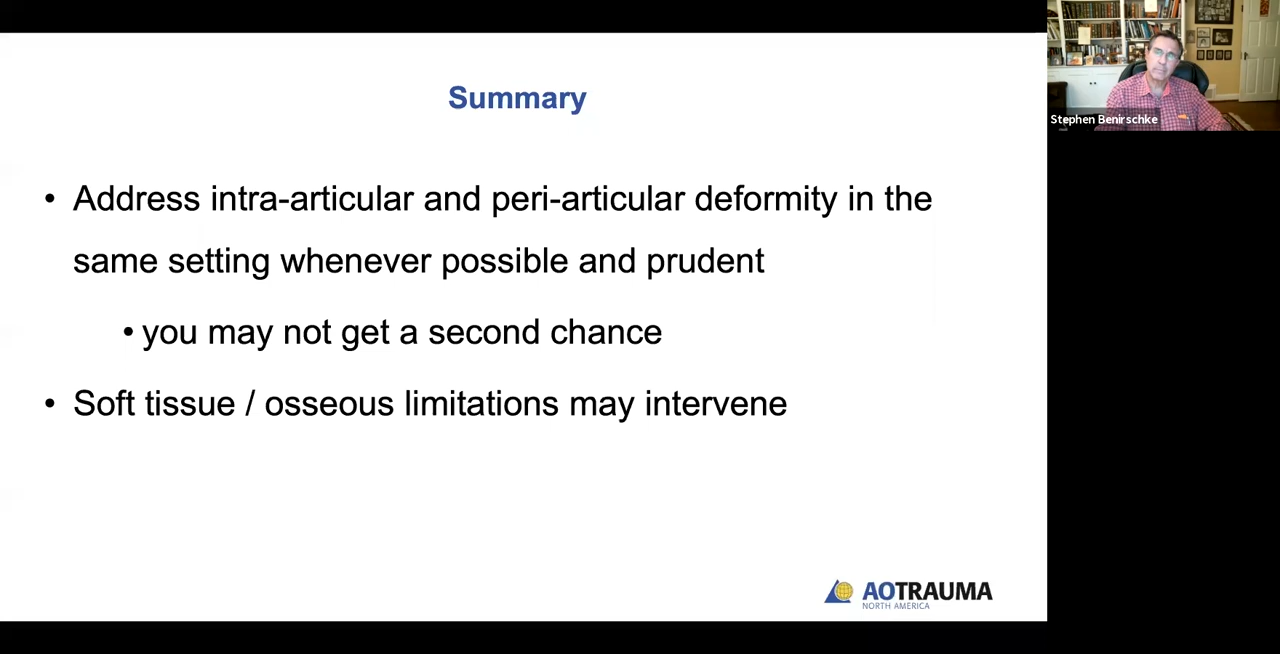 Summary
• Address intra-articular and peri-articular deformity in the
same setting whenever possible and prudent
• you may not get a second chance
• Soft tissue / osseous limitations may intervene
AOTRAUMA
NORTH AMERICA
Stephen Benirschke